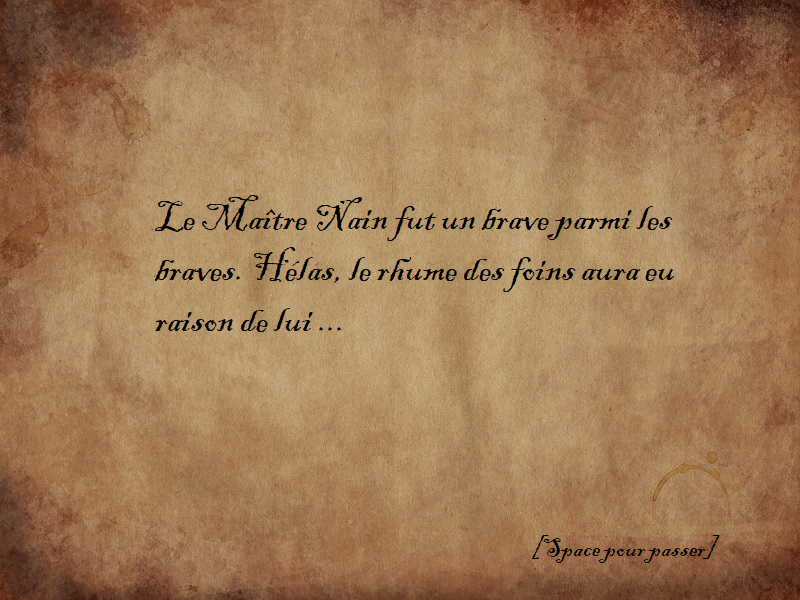 Le Maître Nain fut un brave parmi les
braves. Hélas, le rhume des foins aura eu
raison de lui ...
[Space pour passer]